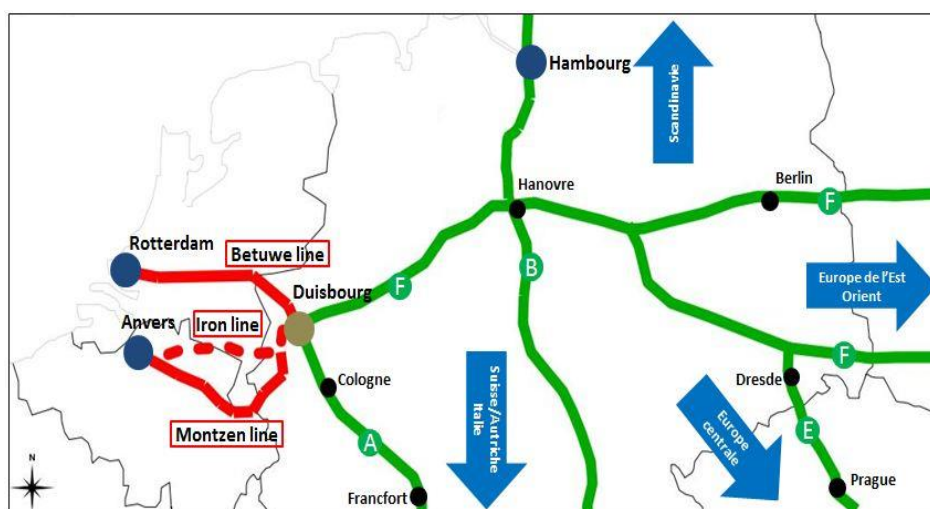 Hambourg
Scandinavie
Hanovre
Berlin
F
Rotterdam
Betuwe line
B
Europe de l'Est
Orient
Duisbourg
F
Anvers
Iron line
F
Cologne
Dresde
Suisse/Autriche
Italie
Europe
centrale
Montzen line
A
E
Francfort
Prague
N